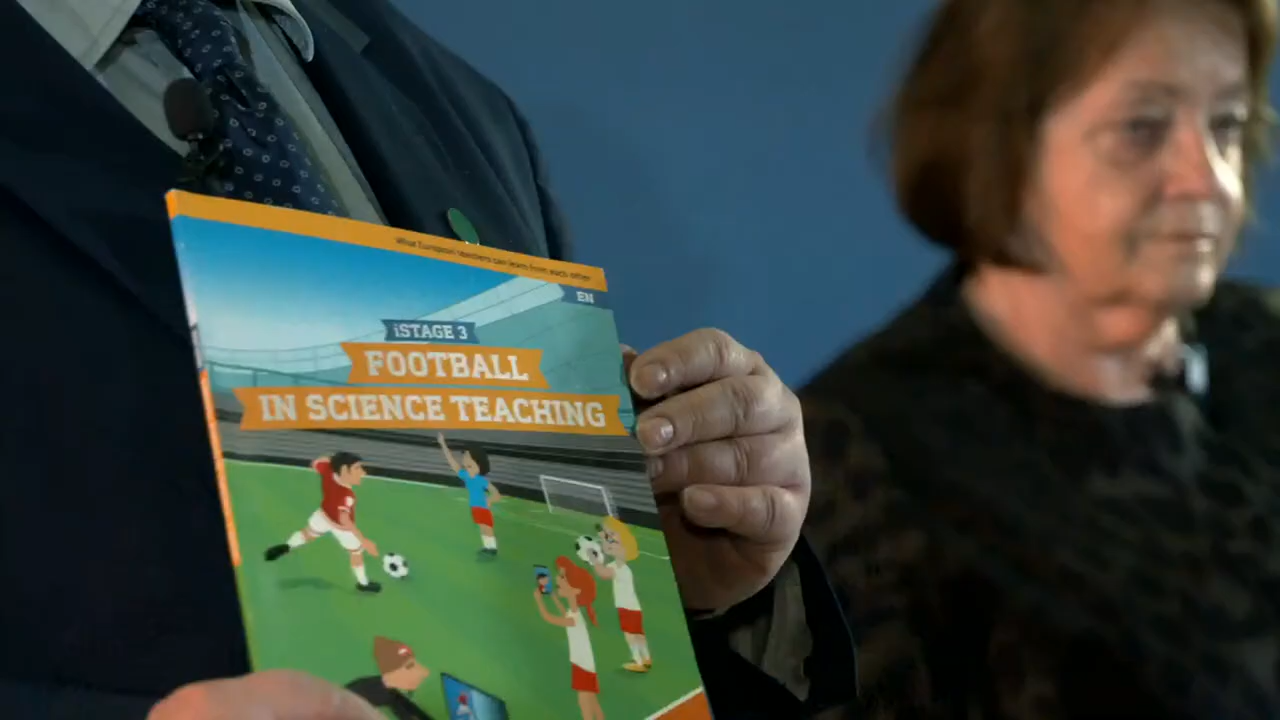 What European teachers can learn from each other
EN
iSTAGE 3
FOOTBALL
IN SCIENCE TEACHING